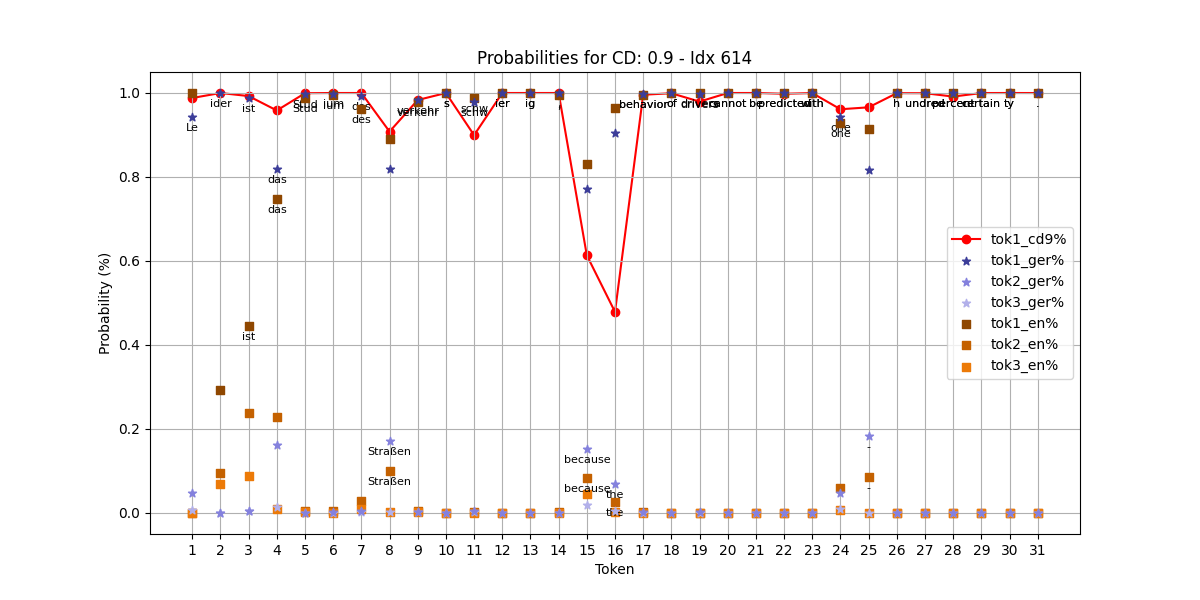 Probabilities for CD: 0.9 - Idx 614
Probability (%)
1.0
0.8
0.6
0.4
0.2
0.0
Le
ider
ist
das
das
ist
Stud
Stud
ium
ium
des
des
verkehr
verkehr
s
schw
schw
ier
ig
behavior
of
drivers
cannot
be
predicted
with
one
one
h
undred
percent
certain
ty
.
Straßen
Straßen
because
because
the
the
-
-
tok1_cd9%
tok1_ger%
tok2_ger%
tok3_ger%
tok1_en%
tok2_en%
tok3_en%
1 2 3 4 5 6 7 8 9 10 11 12 13 14 15 16 17 18 19 20 21 22 23 24 25 26 27 28 29 30 31
Token